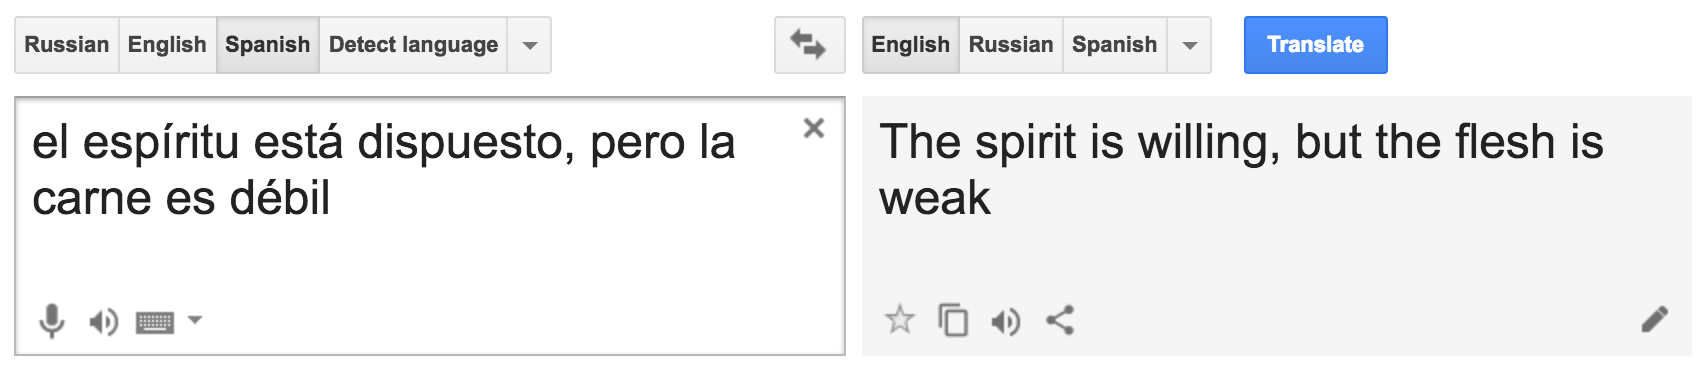 Russian English Spanish Detect language
English Russian Spanish
Translate
el espíritu está dispuesto, pero la
carne es débil
The spirit is willing, but the flesh is
weak